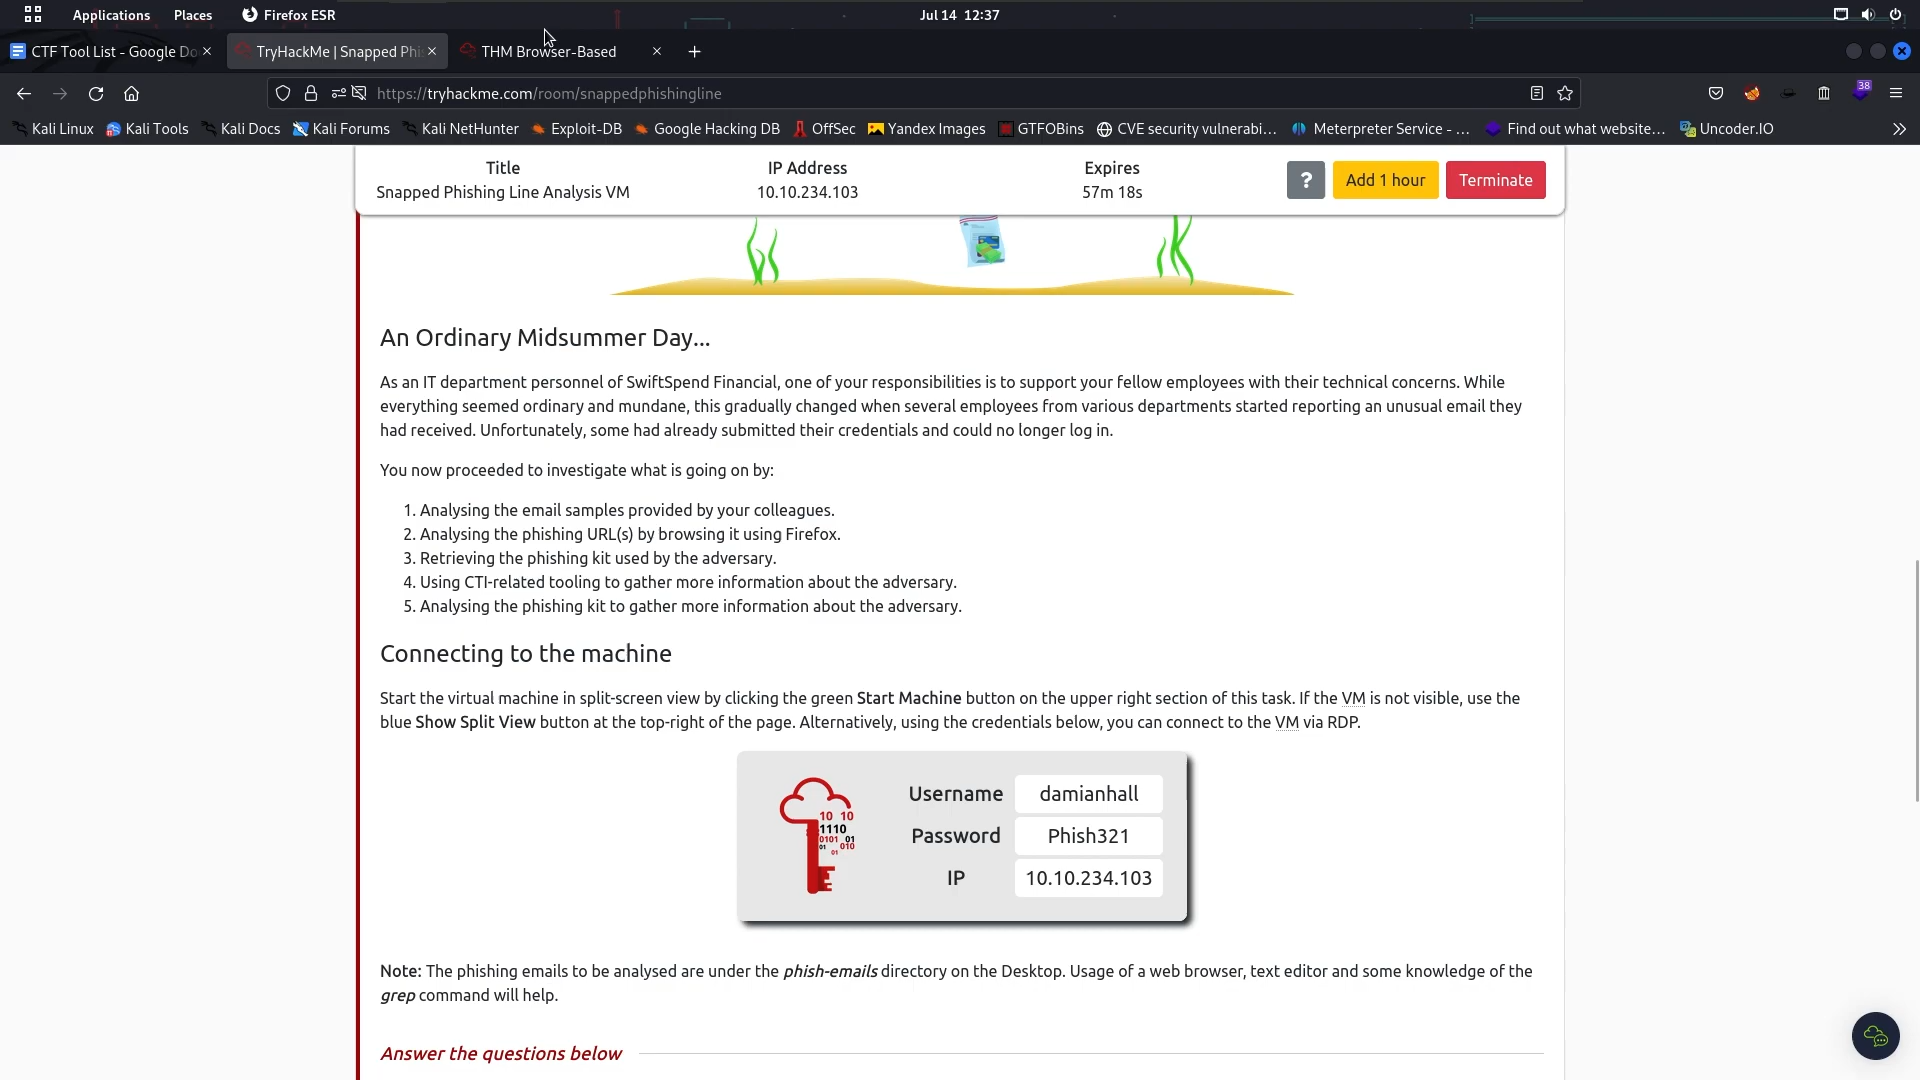 Applications Places Firefox ESR Jul 14 12:37
CTF Tool List - Google Do TryHackMe | Snapped Phi THM Browser-Based
https://tryhackme.com/room/snappedphishingline 38
Kali Linux Kali Tools Kali Docs Kali Forums Kali NetHunter Exploit-DB Google Hacking DB OffSec Yandex Images GTFOBins CVE security vulnerabi... Meterpreter Service - ... Find out what website... Uncoder.IO
Title IP Address Expires
Snapped Phishing Line Analysis VM 10.10.234.103 57m 18s ? Add 1 hour Terminate
An Ordinary Midsummer Day...
As an IT department personnel of SwiftSpend Financial, one of your responsibilities is to support your fellow employees with their technical concerns. While
everything seemed ordinary and mundane, this gradually changed when several employees from various departments started reporting an unusual email they
had received. Unfortunately, some had already submitted their credentials and could no longer log in.
You now proceeded to investigate what is going on by:
1. Analysing the email samples provided by your colleagues.
2. Analysing the phishing URL(s) by browsing it using Firefox.
3. Retrieving the phishing kit used by the adversary.
4. Using CTI-related tooling to gather more information about the adversary.
5. Analysing the phishing kit to gather more information about the adversary.
Connecting to the machine
Start the virtual machine in split-screen view by clicking the green Start Machine button on the upper right section of this task. If the VM is not visible, use the
blue Show Split View button at the top-right of the page. Alternatively, using the credentials below, you can connect to the VM via RDP.
Username damianhall
Password Phish321
IP 10.10.234.103
10 10
1110
0101 01
01 010
01
Note: The phishing emails to be analysed are under the phish-emails directory on the Desktop. Usage of a web browser, text editor and some knowledge of the
grep command will help.
Answer the questions below